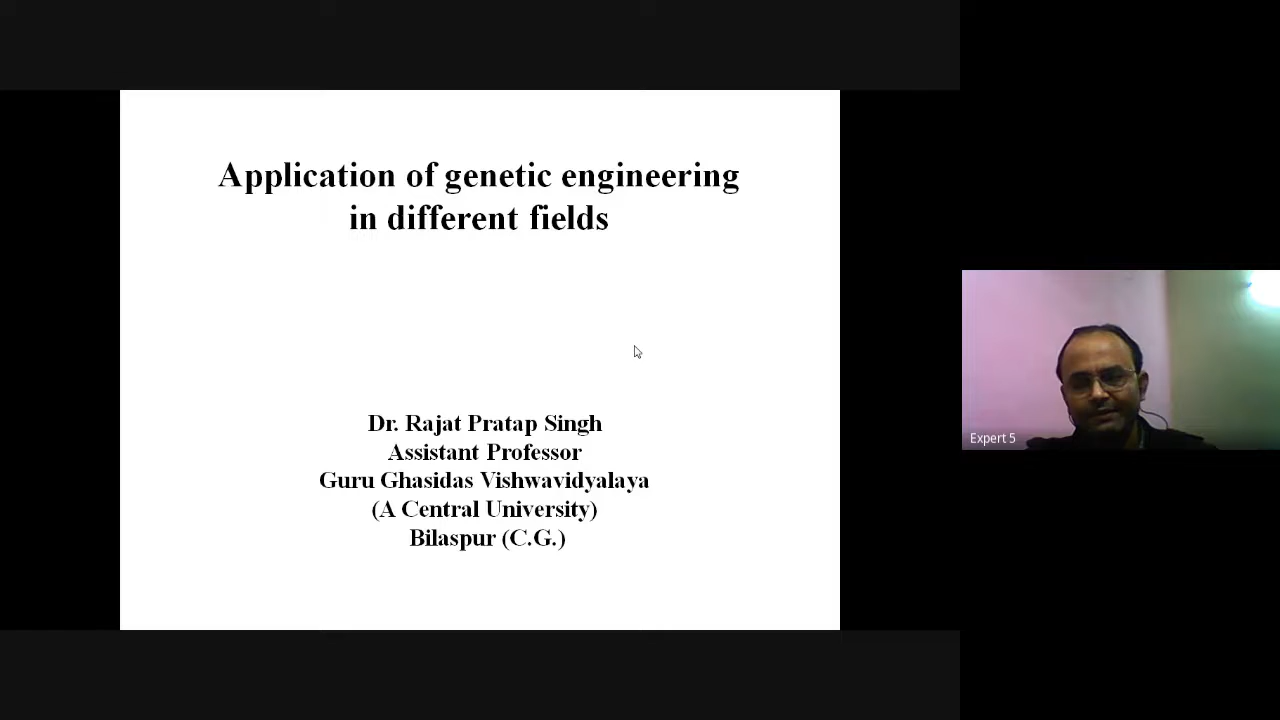 Application of genetic engineering
in different fields
Dr. Rajat Pratap Singh
Assistant Professor
Guru Ghasidas Vishwavidyalaya
(A Central University)
Bilaspur (C.G.)
Expert 5